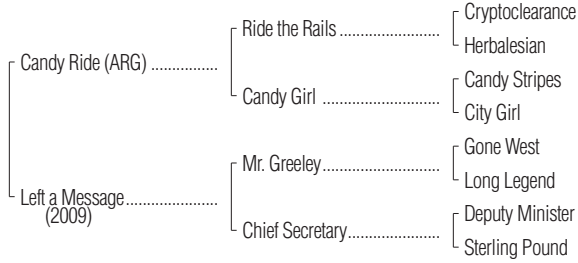 Cryptoclearance
Ride the Rails
Herbalesian
Candy Ride (ARG)
Candy Stripes
Candy Girl
City Girl
Gone West
Mr. Greeley
Long Legend
Left a Message
(2009)
Deputy Minister
Chief Secretary
Sterling Pound